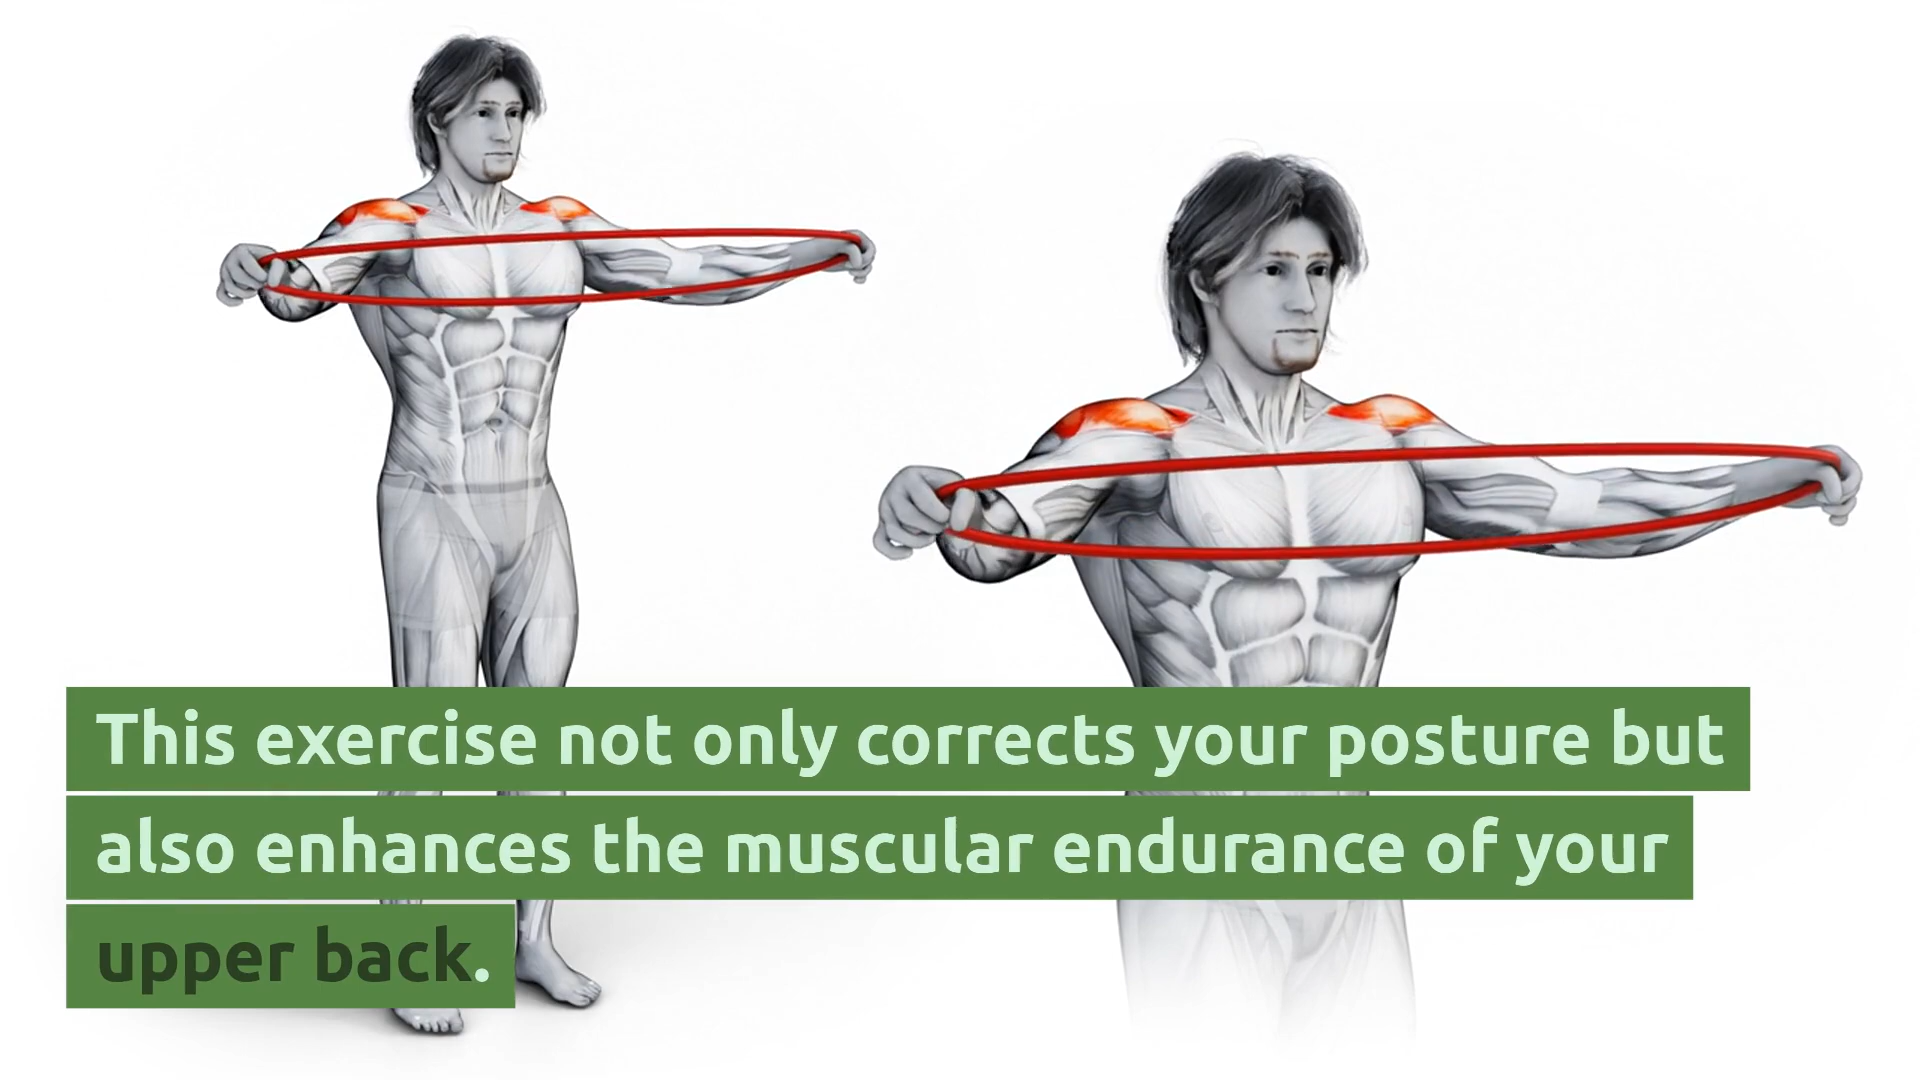 This exercise not only corrects your posture but
also enhances the muscular endurance of your
upper back.